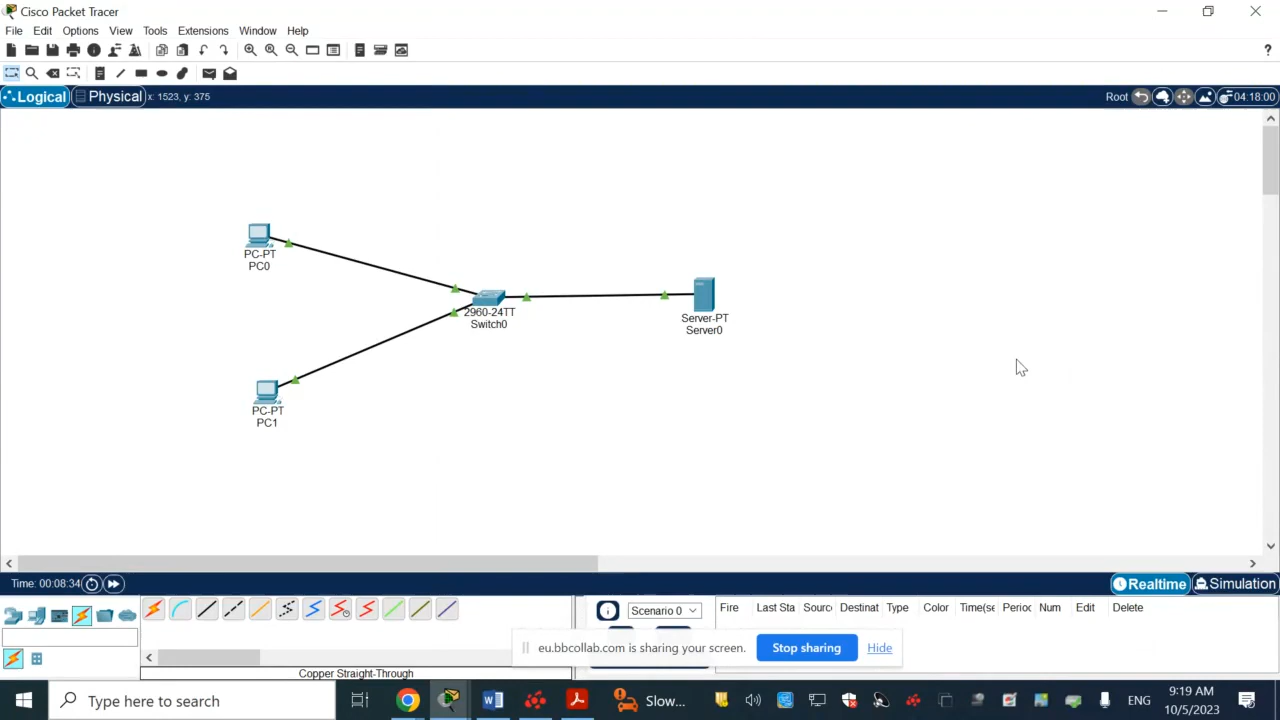 Cisco Packet Tracer
File Edit Options View Tools Extensions Window Help
?
Logical Physical x: 1523, y: 375 Root 04:18:00
PC-PT
PC0
2960-24TT
Switch0
Server-PT
Server0
PC-PT
PC1
Time: 00:08:34 Realtime Simulation
Scenario 0 Fire Last Sta Sourc Destinat Type Color Time(se Perioc Num Edit Delete
eu.bbcollab.com is sharing your screen. Stop sharing Hide
Copper Straight-Through
Type here to search Slow... ENG 9:19 AM
10/5/2023